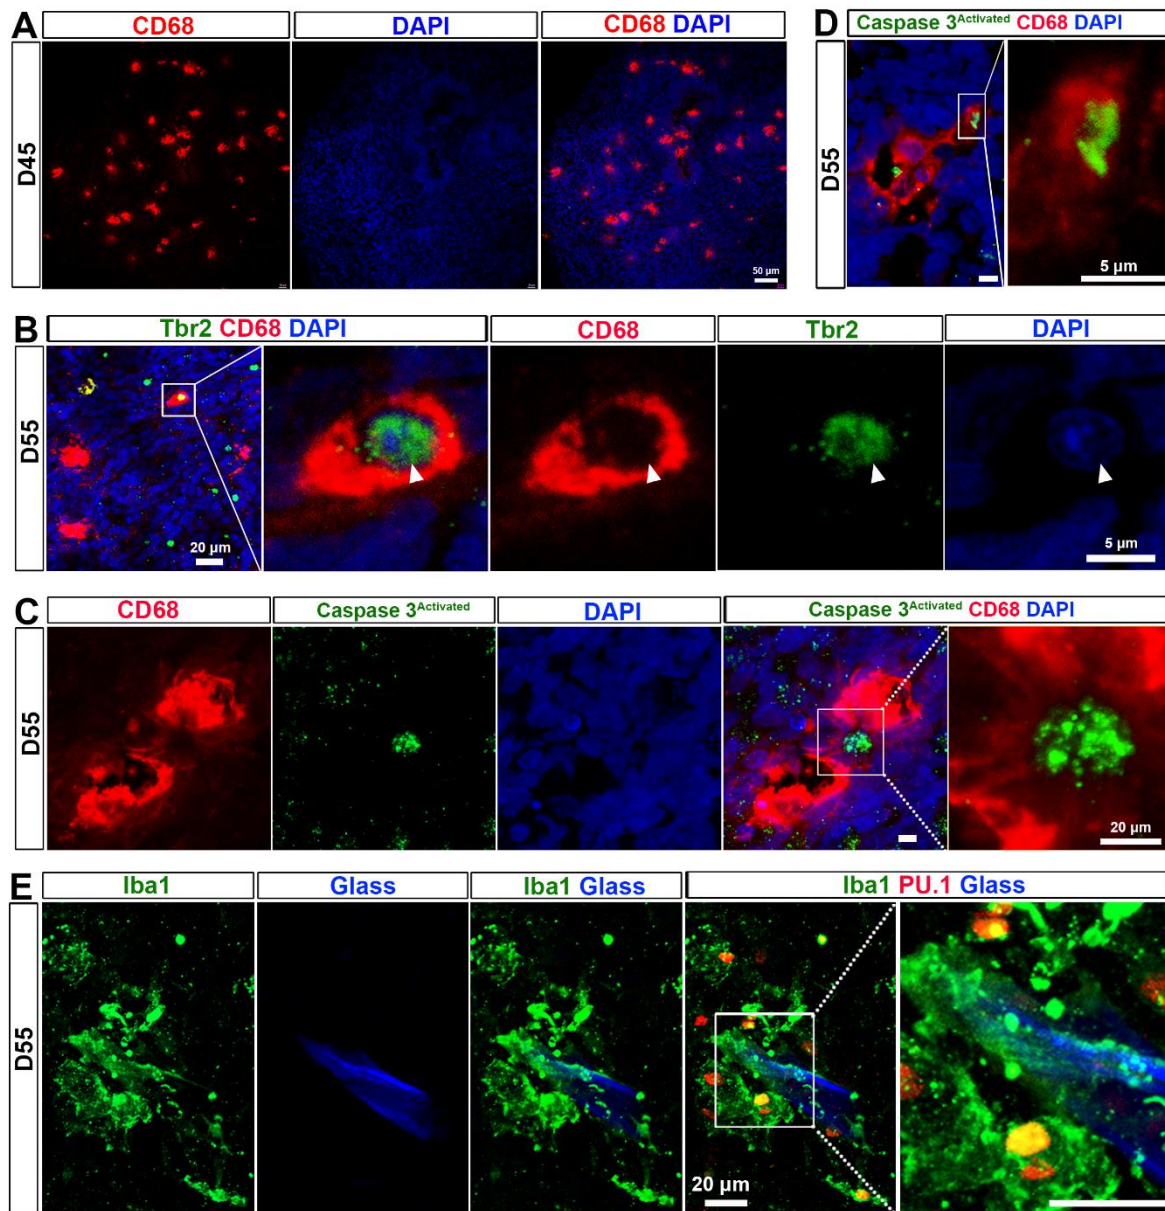 A
CD68
DAPI
CD68 DAPI
D45
50 µm
D
Caspase 3Activated CD68 DAPI
D55
5 µm
B
Tbr2 CD68 DAPI
CD68
Tbr2
DAPI
D55
20 µm
5 µm
C
CD68
Caspase 3Activated
DAPI
Caspase 3Activated CD68 DAPI
D55
20 µm
E
Iba1
Glass
Iba1 Glass
Iba1 PU.1 Glass
D55
20 µm